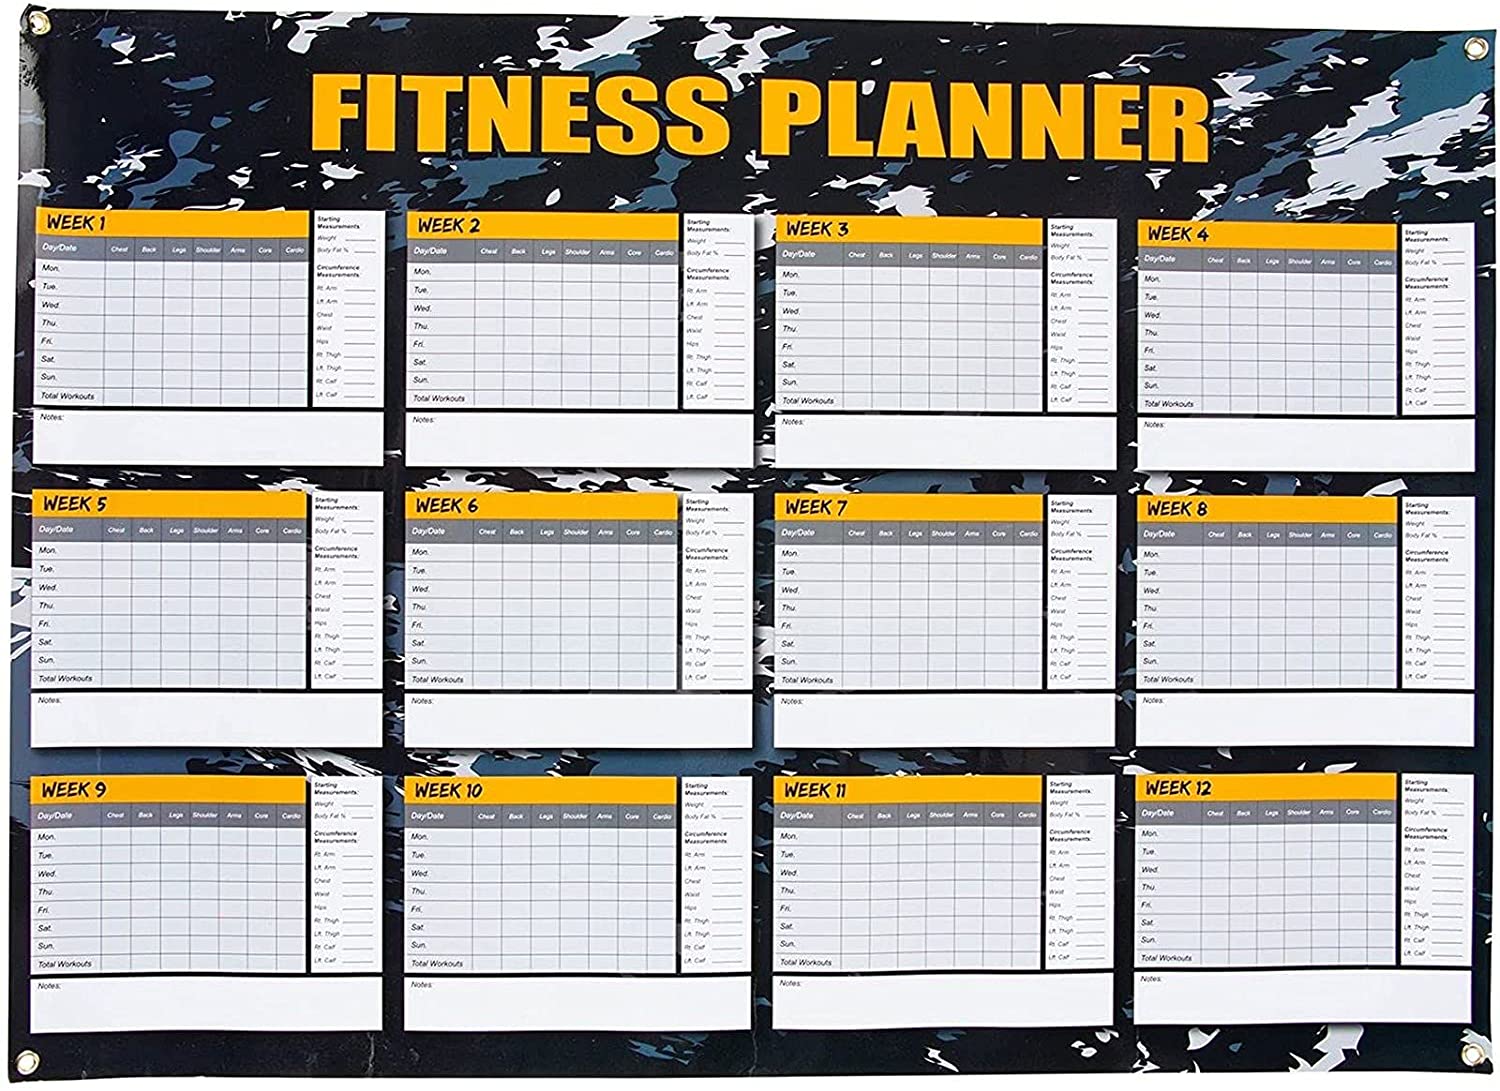 FITNESS PLANNER
WEEK 1
Day/Date Chest Back Legs Shoulder Arms Core Cardio
Mon.
Tue.
Wed.
Thu.
Fri.
Sat.
Sun.
Total Workouts
Starting
Measurements:
Weight
Body Fat %
Circumference
Measurements:
Rt. Arm
Lft. Arm
Chest
Waist
Hips
Rt. Thigh
Lft. Thigh
Rt. Calf
Lft. Calf
Notes:
WEEK 2
Day/Date Chest Back Legs Shoulder Arms Core Cardio
Mon.
Tue.
Wed.
Thu.
Fri.
Sat.
Sun.
Total Workouts
Starting
Measurements:
Weight
Body Fat %
Circumference
Measurements:
Rt. Arm
Lft. Arm
Chest
Waist
Hips
Rt. Thigh
Lft. Thigh
Rt. Calf
Lft. Calf
Notes:
WEEK 3
Day/Date Chest Back Legs Shoulder Arms Core Cardio
Mon.
Tue.
Wed.
Thu.
Fri.
Sat.
Sun.
Total Workouts
Starting
Measurements:
Weight
Body Fat %
Circumference
Measurements:
Rt. Arm
Lft. Arm
Chest
Waist
Hips
Rt. Thigh
Lft. Thigh
Rt. Calf
Lft. Calf
Notes:
WEEK 4
Day/Date Chest Back Legs Shoulder Arms Core Cardio
Mon.
Tue.
Wed.
Thu.
Fri.
Sat.
Sun.
Total Workouts
Starting
Measurements:
Weight
Body Fat %
Circumference
Measurements:
Rt. Arm
Lft. Arm
Chest
Waist
Hips
Rt. Thigh
Lft. Thigh
Rt. Calf
Lft. Calf
Notes:
WEEK 5
Day/Date Chest Back Legs Shoulder Arms Core Cardio
Mon.
Tue.
Wed.
Thu.
Fri.
Sat.
Sun.
Total Workouts
Starting
Measurements:
Weight
Body Fat %
Circumference
Measurements:
Rt. Arm
Lft. Arm
Chest
Waist
Hips
Rt. Thigh
Lft. Thigh
Rt. Calf
Lft. Calf
Notes:
WEEK 6
Day/Date Chest Back Legs Shoulder Arms Core Cardio
Mon.
Tue.
Wed.
Thu.
Fri.
Sat.
Sun.
Total Workouts
Starting
Measurements:
Weight
Body Fat %
Circumference
Measurements:
Rt. Arm
Lft. Arm
Chest
Waist
Hips
Rt. Thigh
Lft. Thigh
Rt. Calf
Lft. Calf
Notes:
WEEK 7
Day/Date Chest Back Legs Shoulder Arms Core Cardio
Mon.
Tue.
Wed.
Thu.
Fri.
Sat.
Sun.
Total Workouts
Starting
Measurements:
Weight
Body Fat %
Circumference
Measurements:
Rt. Arm
Lft. Arm
Chest
Waist
Hips
Rt. Thigh
Lft. Thigh
Rt. Calf
Lft. Calf
Notes:
WEEK 8
Day/Date Chest Back Legs Shoulder Arms Core Cardio
Mon.
Tue.
Wed.
Thu.
Fri.
Sat.
Sun.
Total Workouts
Starting
Measurements:
Weight
Body Fat %
Circumference
Measurements:
Rt. Arm
Lft. Arm
Chest
Waist
Hips
Rt. Thigh
Lft. Thigh
Rt. Calf
Lft. Calf
Notes:
WEEK 9
Day/Date Chest Back Legs Shoulder Arms Core Cardio
Mon.
Tue.
Wed.
Thu.
Fri.
Sat.
Sun.
Total Workouts
Starting
Measurements:
Weight
Body Fat %
Circumference
Measurements:
Rt. Arm
Lft. Arm
Chest
Waist
Hips
Rt. Thigh
Lft. Thigh
Rt. Calf
Lft. Calf
Notes:
WEEK 10
Day/Date Chest Back Legs Shoulder Arms Core Cardio
Mon.
Tue.
Wed.
Thu.
Fri.
Sat.
Sun.
Total Workouts
Starting
Measurements:
Weight
Body Fat %
Circumference
Measurements:
Rt. Arm
Lft. Arm
Chest
Waist
Hips
Rt. Thigh
Lft. Thigh
Rt. Calf
Lft. Calf
Notes:
WEEK 11
Day/Date Chest Back Legs Shoulder Arms Core Cardio
Mon.
Tue.
Wed.
Thu.
Fri.
Sat.
Sun.
Total Workouts
Starting
Measurements:
Weight
Body Fat %
Circumference
Measurements:
Rt. Arm
Lft. Arm
Chest
Waist
Hips
Rt. Thigh
Lft. Thigh
Rt. Calf
Lft. Calf
Notes:
WEEK 12
Day/Date Chest Back Legs Shoulder Arms Core Cardio
Mon.
Tue.
Wed.
Thu.
Fri.
Sat.
Sun.
Total Workouts
Starting
Measurements:
Weight
Body Fat %
Circumference
Measurements:
Rt. Arm
Lft. Arm
Chest
Waist
Hips
Rt. Thigh
Lft. Thigh
Rt. Calf
Lft. Calf
Notes: